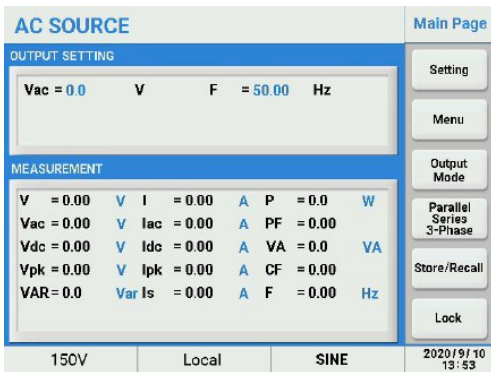 AC SOURCE
Main Page
OUTPUT SETTING
Vac = 0.0 V F = 50.00 Hz
Setting
Menu
Output
Mode
MEASUREMENT
V = 0.00 V I = 0.00 A P = 0.0 W
Vac = 0.00 V Iac = 0.00 A PF = 0.00
Vdc = 0.00 V Idc = 0.00 A VA = 0.0 VA
Vpk = 0.00 V Ipk = 0.00 A CF = 0.00
VAR= 0.0 Var Is = 0.00 A F = 0.00 Hz
Parallel
Series
3-Phase
Store/Recall
Lock
150V Local SINE
2020/9/10
13:53